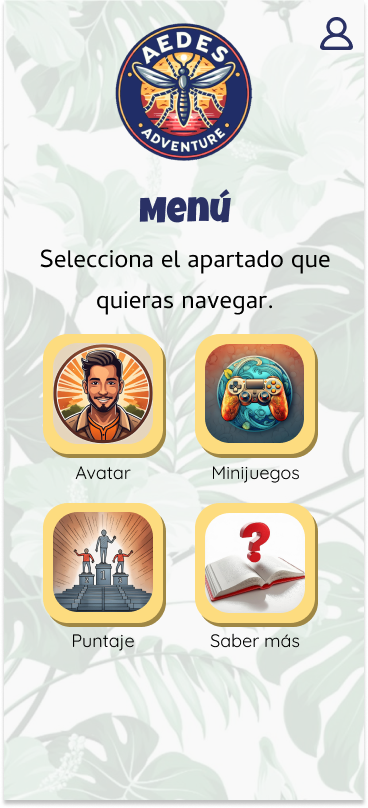 AEDES
ADVENTURE
Menú
Selecciona el apartado que
quieras navegar.
Avatar
Minijuegos
Puntaje
Saber más